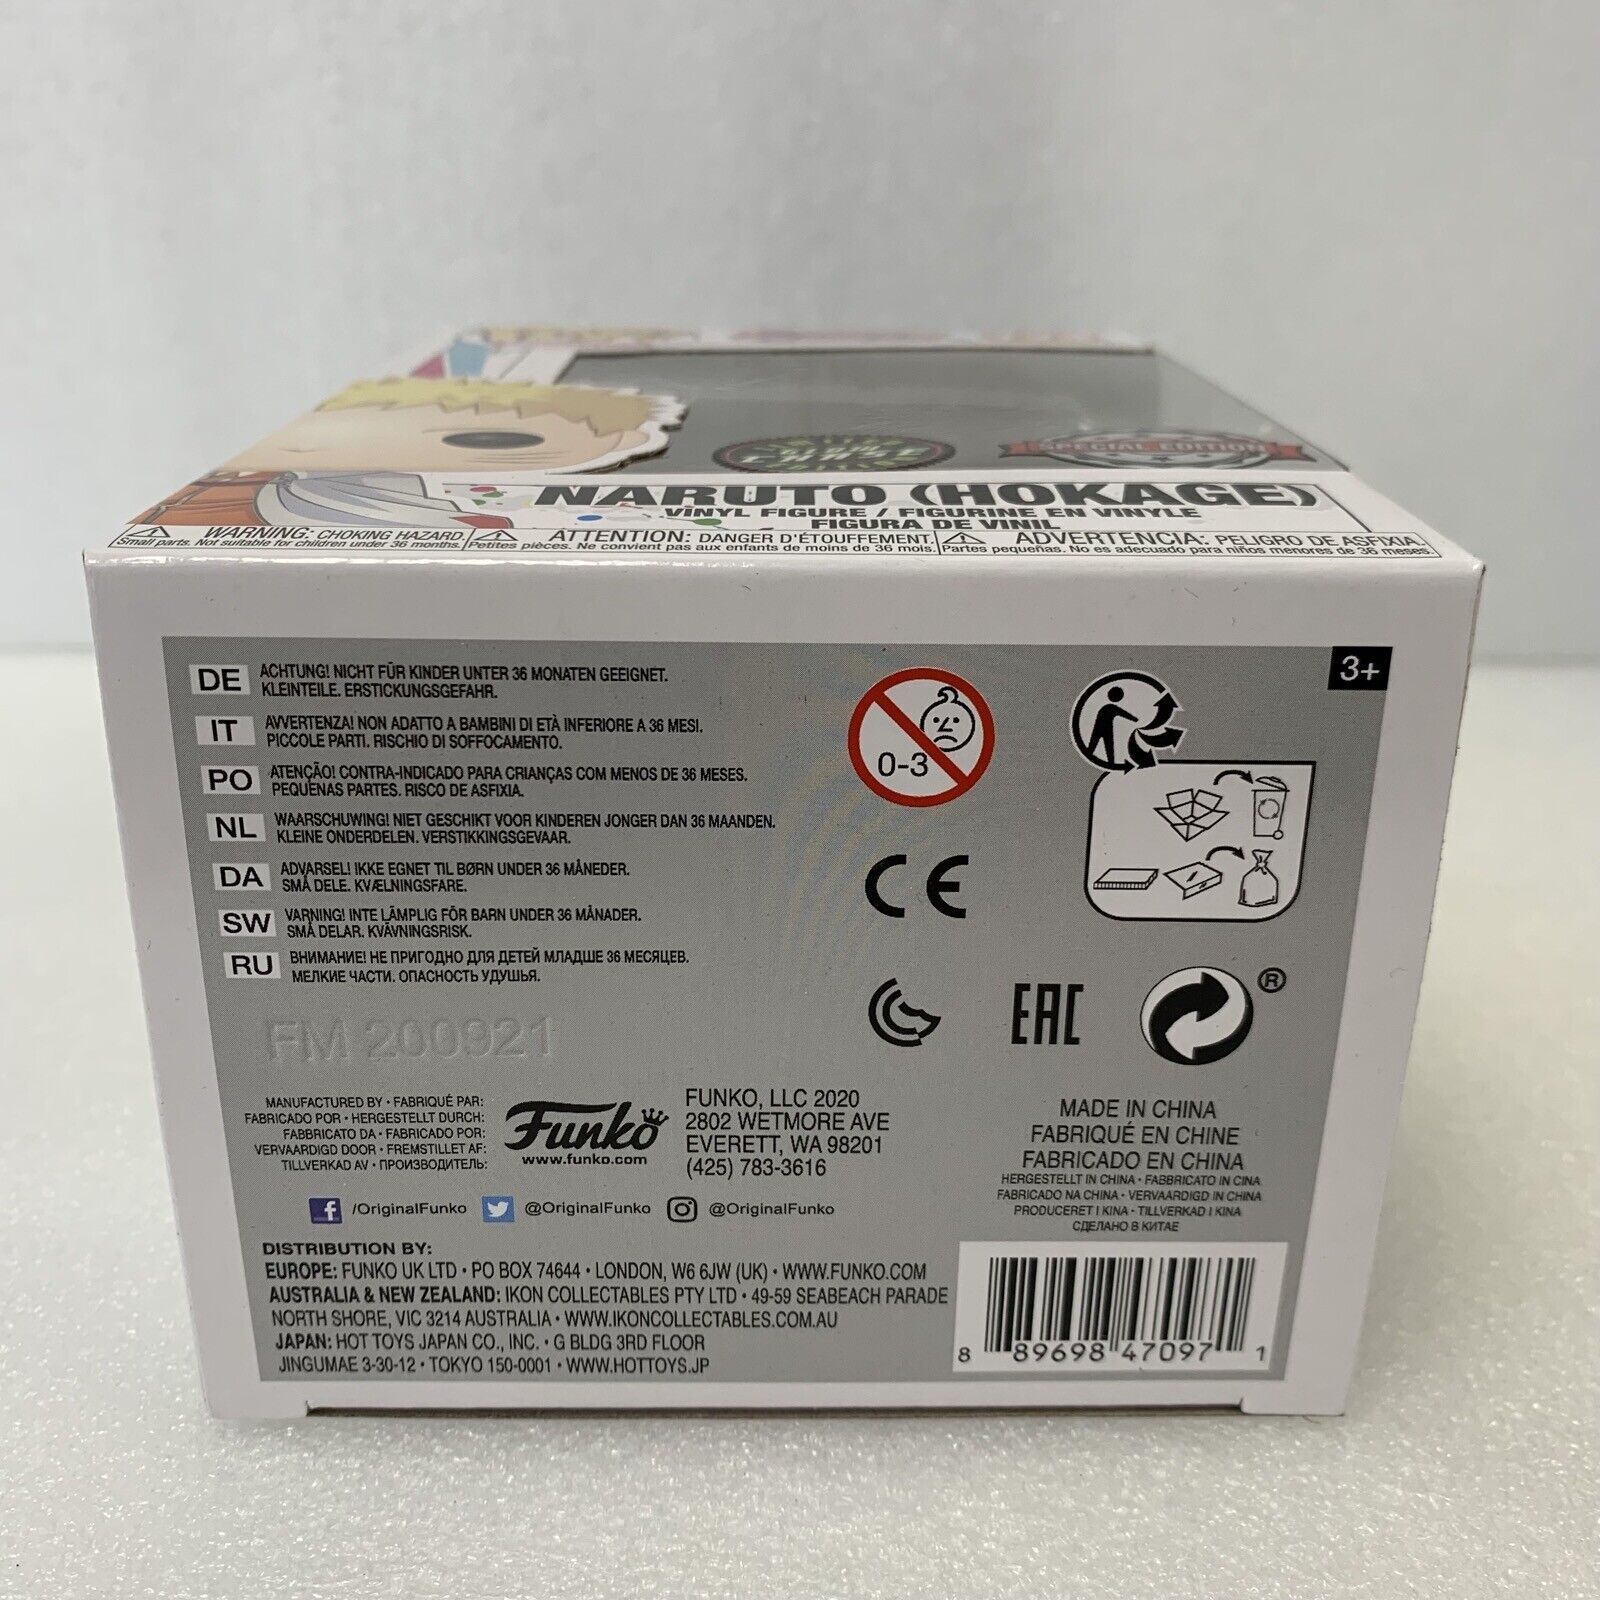 LIMITED
GLOW
CHASE
EDITION
SPECIAL EDITION
NARUTO (HOKAGE)
VINYL FIGURE / FIGURINE EN VINYLE
FIGURA DE VINIL
WARNING: CHOKING HAZARD.
Small parts. Not suitable for children under 36 months.
ATTENTION: DANGER D'ÉTOUFFEMENT.
Petites pièces. Ne convient pas aux enfants de moins de 36 mois.
ADVERTENCIA: PELIGRO DE ASFIXIA.
Partes pequeñas. No es adecuado para niños menores de 36 meses.
3+
DE ACHTUNG! NICHT FÜR KINDER UNTER 36 MONATEN GEEIGNET.
KLEINTEILE. ERSTICKUNGSGEFAHR.
IT AVVERTENZA! NON ADATTO A BAMBINI DI ETÀ INFERIORE A 36 MESI.
PICCOLE PARTI. RISCHIO DI SOFFOCAMENTO.
PO ATENÇÃO! CONTRA-INDICADO PARA CRIANÇAS COM MENOS DE 36 MESES.
PEQUENAS PARTES. RISCO DE ASFIXIA.
NL WAARSCHUWING! NIET GESCHIKT VOOR KINDEREN JONGER DAN 36 MAANDEN.
KLEINE ONDERDELEN. VERSTIKKINGSGEVAAR.
DA ADVARSEL! IKKE EGNET TIL BØRN UNDER 36 MÅNEDER.
SMÅ DELE. KVÆLNINGSFARE.
SW VARNING! INTE LÄMPLIG FÖR BARN UNDER 36 MÅNADER.
SMÅ DELAR. KVÄVNINGSRISK.
RU ВНИМАНИЕ! НЕ ПРИГОДНО ДЛЯ ДЕТЕЙ МЛАДШЕ 36 МЕСЯЦЕВ.
МЕЛКИЕ ЧАСТИ. ОПАСНОСТЬ УДУШЬЯ.
0-3
CE
EAC
®
FM 200921
MANUFACTURED BY • FABRIQUÉ PAR:
FABRICADO POR • HERGESTELLT DURCH:
FABBRICATO DA • FABRICADO POR:
VERVAARDIGD DOOR • FREMSTILLET AF:
TILLVERKAD AV • ПРОИЗВОДИТЕЛЬ:
Funko
www.funko.com
FUNKO, LLC 2020
2802 WETMORE AVE
EVERETT, WA 98201
(425) 783-3616
MADE IN CHINA
FABRIQUÉ EN CHINE
FABRICADO EN CHINA
HERGESTELLT IN CHINA • FABBRICATO IN CINA
FABRICADO NA CHINA • VERVAARDIGD IN CHINA
PRODUCERET I KINA • TILLVERKAD I KINA
СДЕЛАНО В КИТАЕ
f /OriginalFunko @OriginalFunko @OriginalFunko
DISTRIBUTION BY:
EUROPE: FUNKO UK LTD • PO BOX 74644 • LONDON, W6 6JW (UK) • WWW.FUNKO.COM
AUSTRALIA & NEW ZEALAND: IKON COLLECTABLES PTY LTD • 49-59 SEABEACH PARADE
NORTH SHORE, VIC 3214 AUSTRALIA • WWW.IKONCOLLECTABLES.COM.AU
JAPAN: HOT TOYS JAPAN CO., INC. • G BLDG 3RD FLOOR
JINGUMAE 3-30-12 • TOKYO 150-0001 • WWW.HOTTOYS.JP
8 89698 47097 1